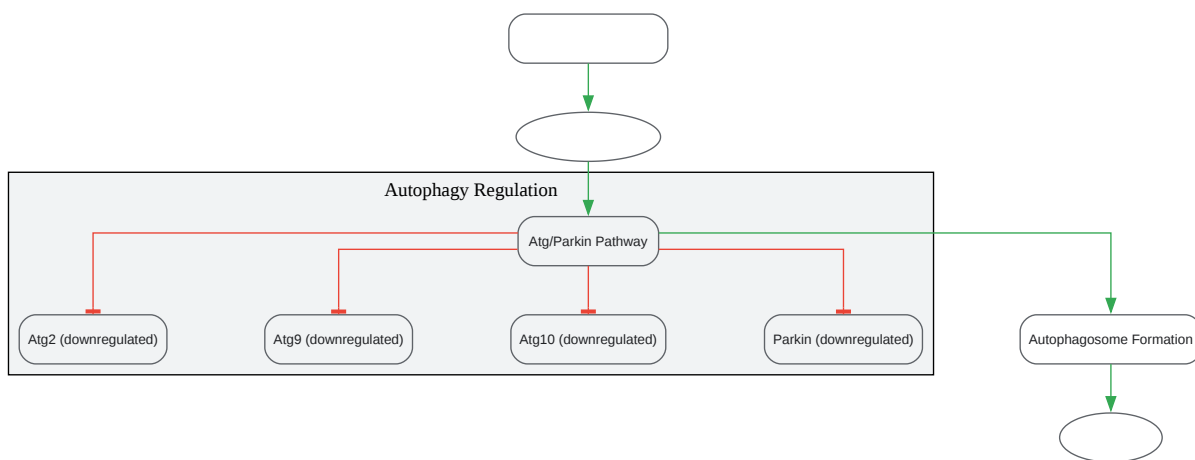 Autophagy Regulation
Atg/Parkin Pathway
Atg2 (downregulated)
Atg9 (downregulated)
Atg10 (downregulated)
Parkin (downregulated)
Autophagosome Formation